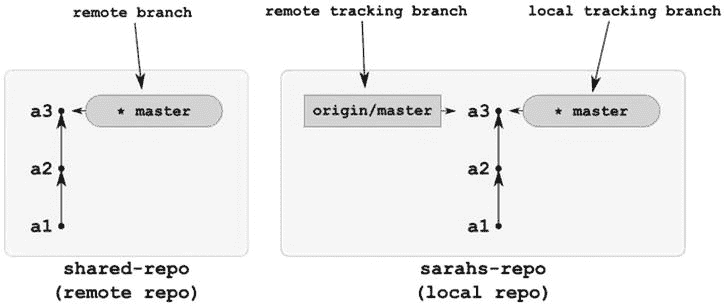 remote branch
remote tracking branch
local tracking branch
a3
* master
origin/master
a3
* master
a2
a2
a1
a1
shared-repo
(remote repo)
sarahs-repo
(local repo)